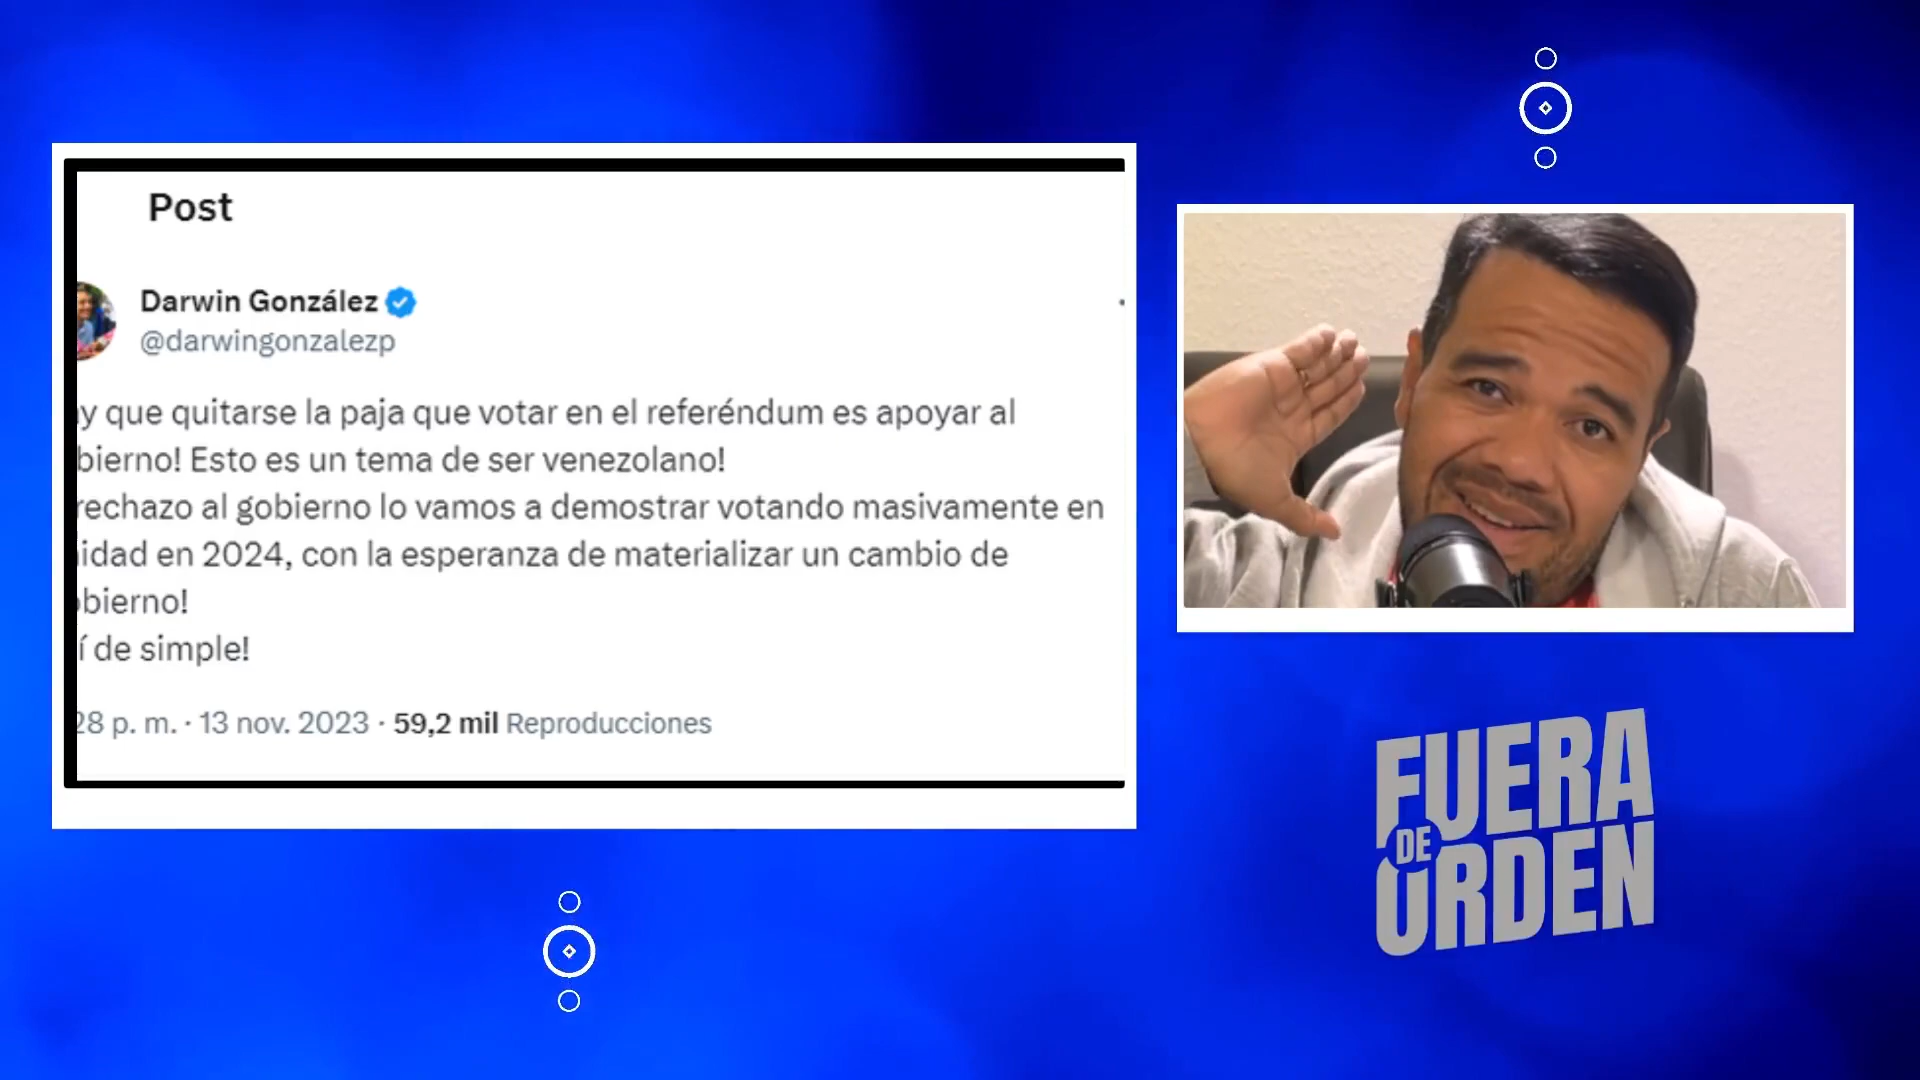 Post
Darwin González
@darwingonzalezp
y que quitarse la paja que votar en el referéndum es apoyar al
bierno! Esto es un tema de ser venezolano!
rechazo al gobierno lo vamos a demostrar votando masivamente en
idad en 2024, con la esperanza de materializar un cambio de
bierno!
í de simple!
28 p. m. · 13 nov. 2023 · 59,2 mil Reproducciones
FUERA
DE
ORDEN